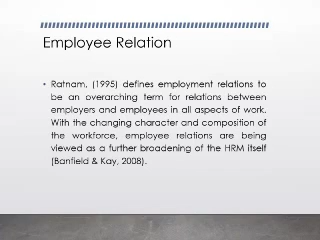 Employee Relation
• Ratnam, (1995) defines employment relations to
be an overarching term for relations between
employers and employees in all aspects of work.
With the changing character and composition of
the workforce, employee relations are being
viewed as a further broadening of the HRM itself
(Banfield & Kay, 2008).